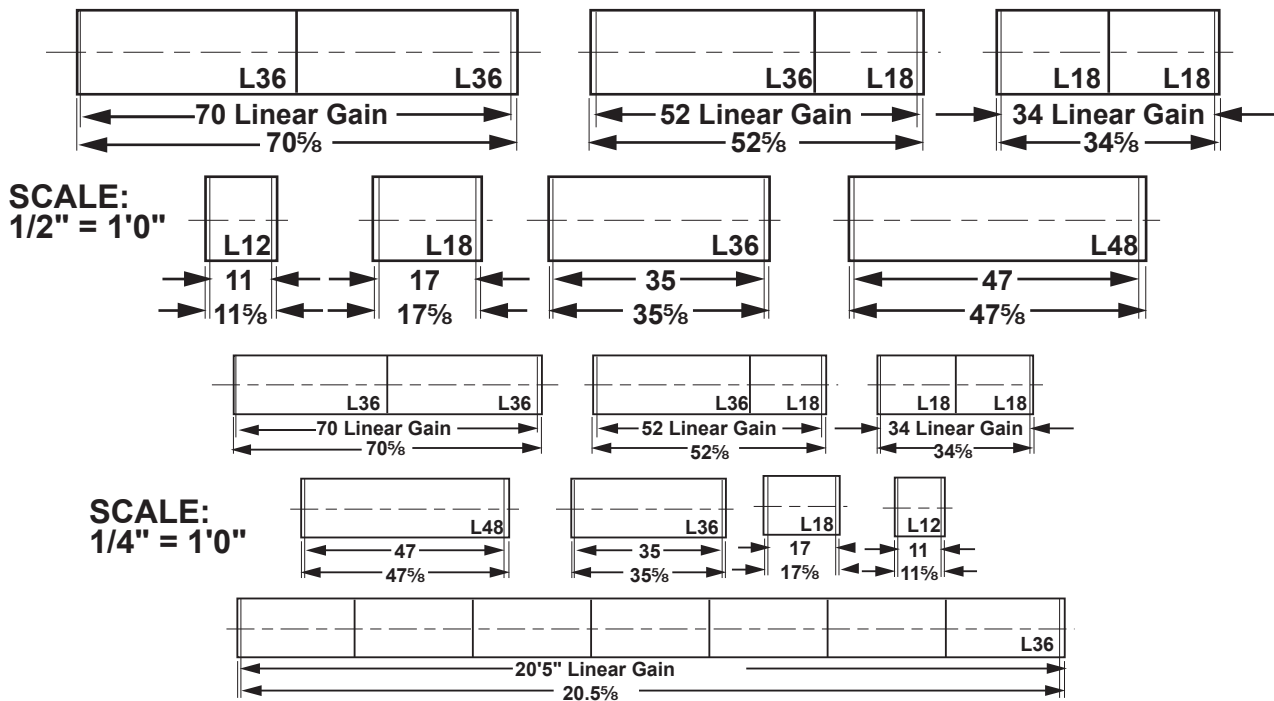 L36 L36 L36 L18 L18 L18
70 Linear Gain 52 Linear Gain 34 Linear Gain
70⅝ 52⅝ 34⅝
SCALE:
1/2" = 1'0"
L12 L18 L36 L48
11 17 35 47
11⅝ 17⅝ 35⅝ 47⅝
L36 L36 L36 L18 L18 L18
70 Linear Gain 52 Linear Gain 34 Linear Gain
70⅝ 52⅝ 34⅝
SCALE:
1/4" = 1'0"
L48 L36 L18 L12
47 35 17 11
47⅝ 35⅝ 17⅝ 11⅝
L36
20'5" Linear Gain
20.5⅝